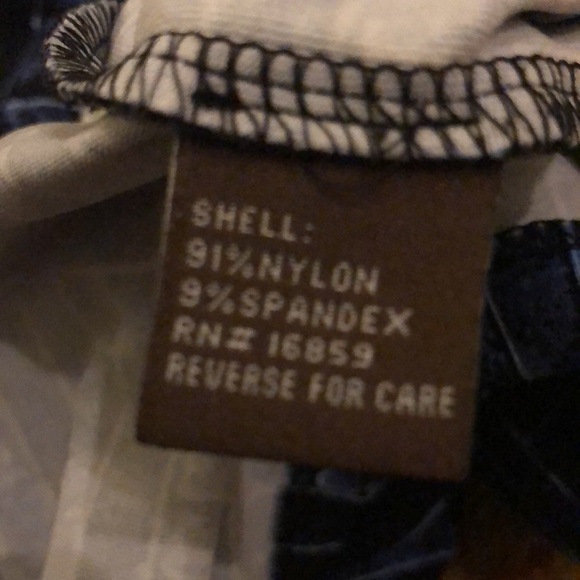 SHELL:
91%NYLON
9%SPANDEX
RN# 16859
REVERSE FOR CARE